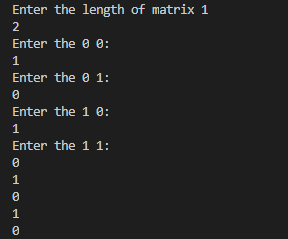 Enter the length of matrix 1
2
Enter the 0 0:
1
Enter the 0 1:
0
Enter the 1 0:
1
Enter the 1 1:
0
1
0
1
0